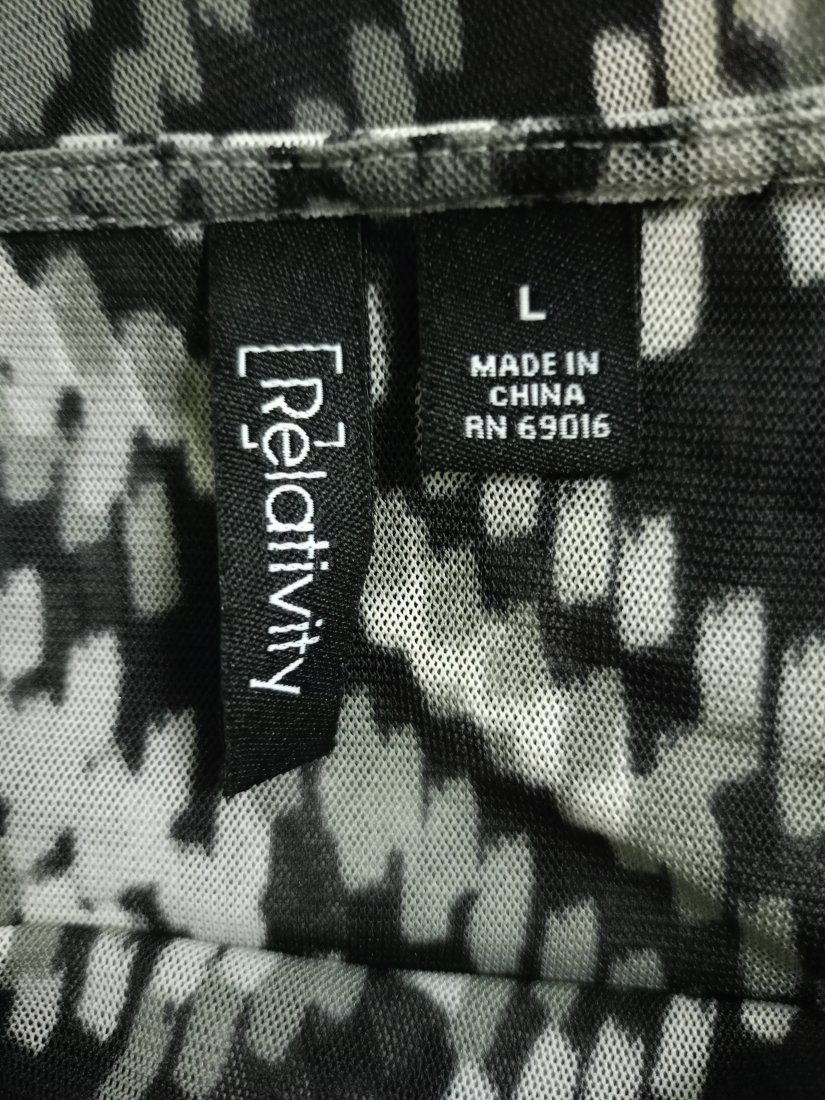 [Relativity
L
MADE IN
CHINA
RN 69016